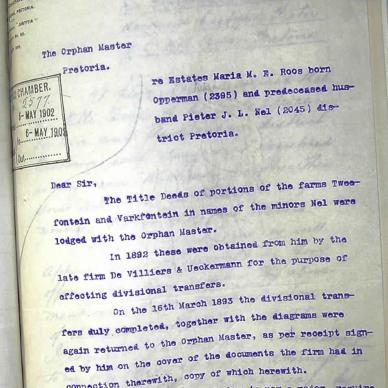 PRETORIA.
The Orphan Master
Pretoria.
CHAMBER.
2577
1-MAY 1902
6-MAY.190
Out
re Estates Maria M. E. Roos born
Opperman (2395) and predeceased hus-
band Pieter J. L. Nel (2045) dis-
trict Pretoria.
Dear Sir,
The Title Deeds of portions of the farms Twee-
fontein and Varkfontein in names of the minors Nel were
lodged with the Orphan Master.
In 1892 these were obtained from him by the
late firm De Villiers & Ueckermann for the purpose of
effecting divisional transfers.
On the 16th March 1893 the divisional trans-
fers duly completed, together with the diagrams were
again returned to the Orphan Master, as per receipt sign-
ed by him on the cover of the documents the firm had in
connection therewith, copy of which herewith.